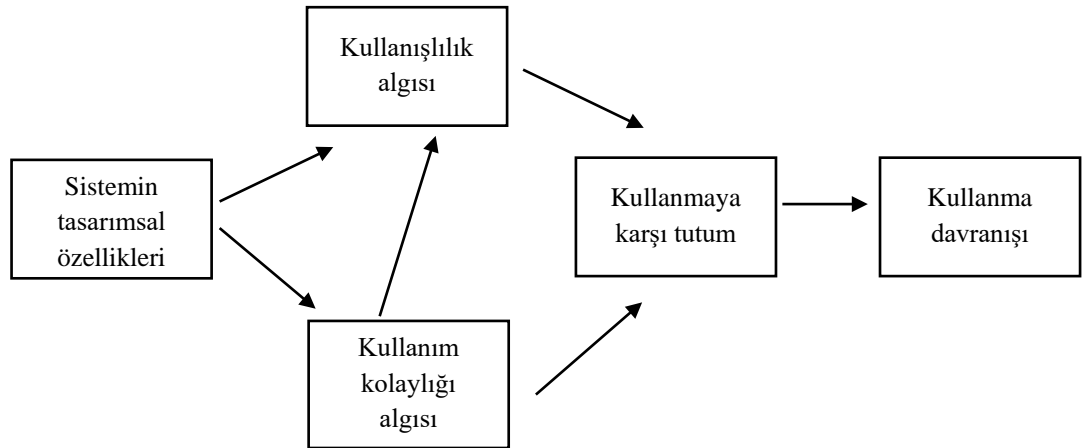 Kullanışlılık
algısı
Sistemin
tasarımsal
özellikleri
Kullanmaya
karşı tutum
Kullanma
davranışı
Kullanım
kolaylığı
algısı